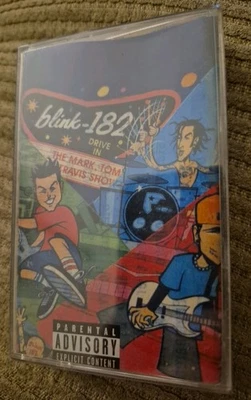 blink-182
DRIVE
IN
THE MARK, TOM
TRAVIS SHOW
PARENTAL
ADVISORY
EXPLICIT CONTENT